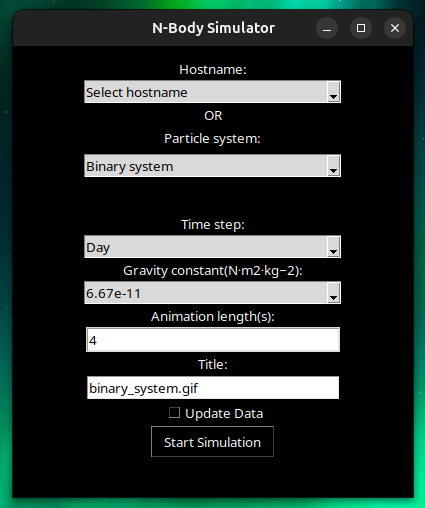 N-Body Simulator
Hostname:
Select hostname
OR
Particle system:
Binary system
Time step:
Day
Gravity constant(N·m2·kg−2):
6.67e-11
Animation length(s):
4
Title:
binary_system.gif
Update Data
Start Simulation